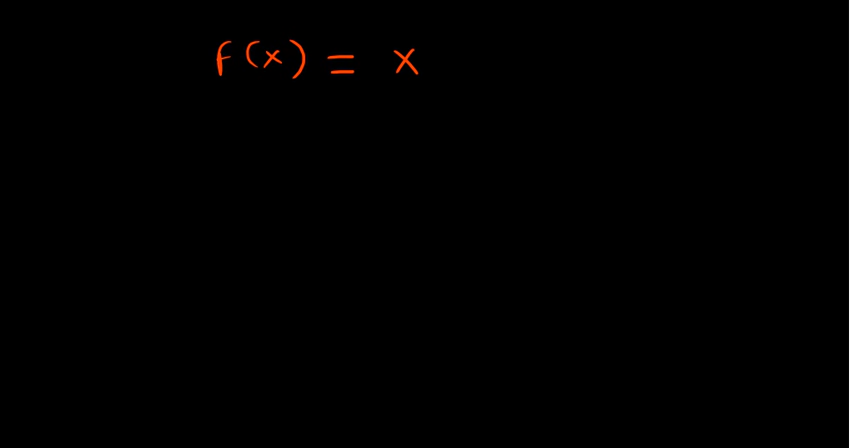 f(x) = x